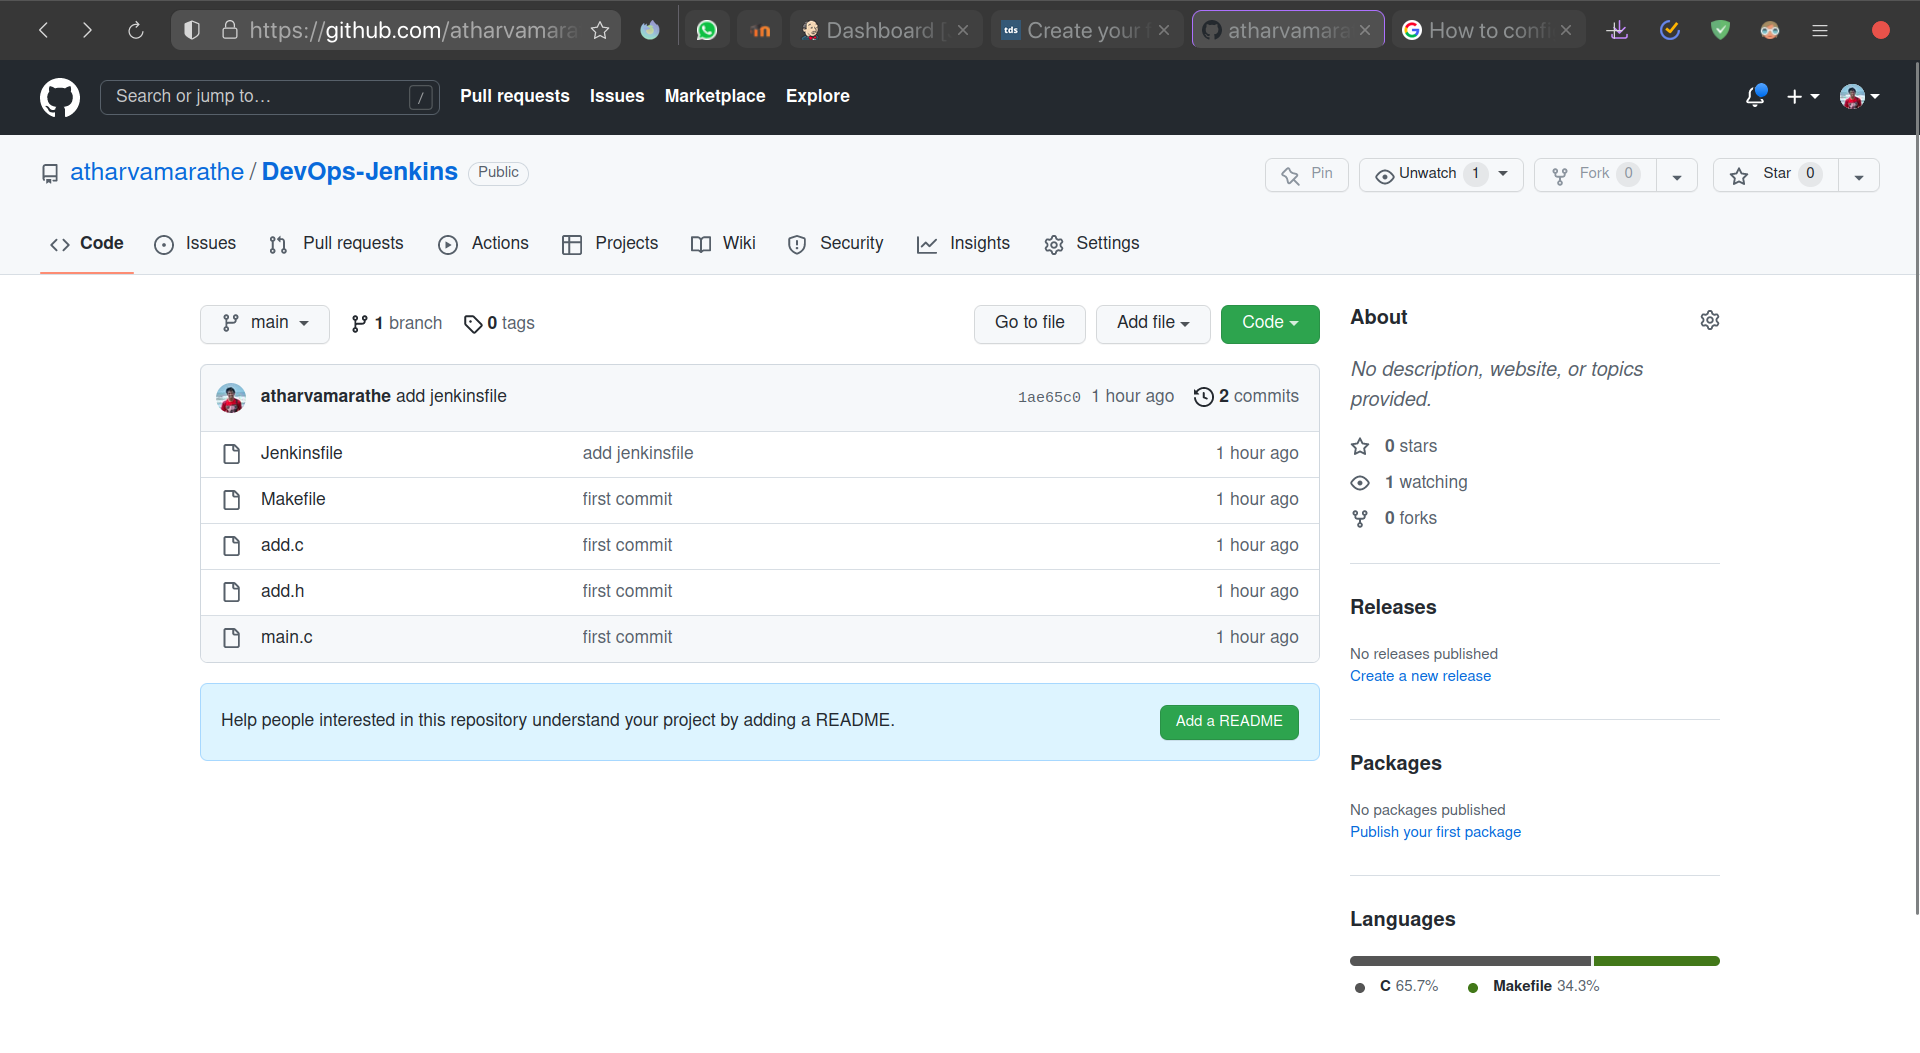 https://github.com/atharvamara
Dashboard [
tds Create your
atharvamara
How to confi
Search or jump to…
/
Pull requests Issues Marketplace Explore
atharvamarathe / DevOps-Jenkins Public
Pin
Unwatch 1
Fork 0
Star 0
Code Issues Pull requests Actions Projects Wiki Security Insights Settings
main 1 branch 0 tags
Go to file Add file Code
atharvamarathe add jenkinsfile 1ae65c0 1 hour ago 2 commits
Jenkinsfile add jenkinsfile 1 hour ago
Makefile first commit 1 hour ago
add.c first commit 1 hour ago
add.h first commit 1 hour ago
main.c first commit 1 hour ago
Help people interested in this repository understand your project by adding a README. Add a README
About
No description, website, or topics
provided.
0 stars
1 watching
0 forks
Releases
No releases published
Create a new release
Packages
No packages published
Publish your first package
Languages
C 65.7% Makefile 34.3%